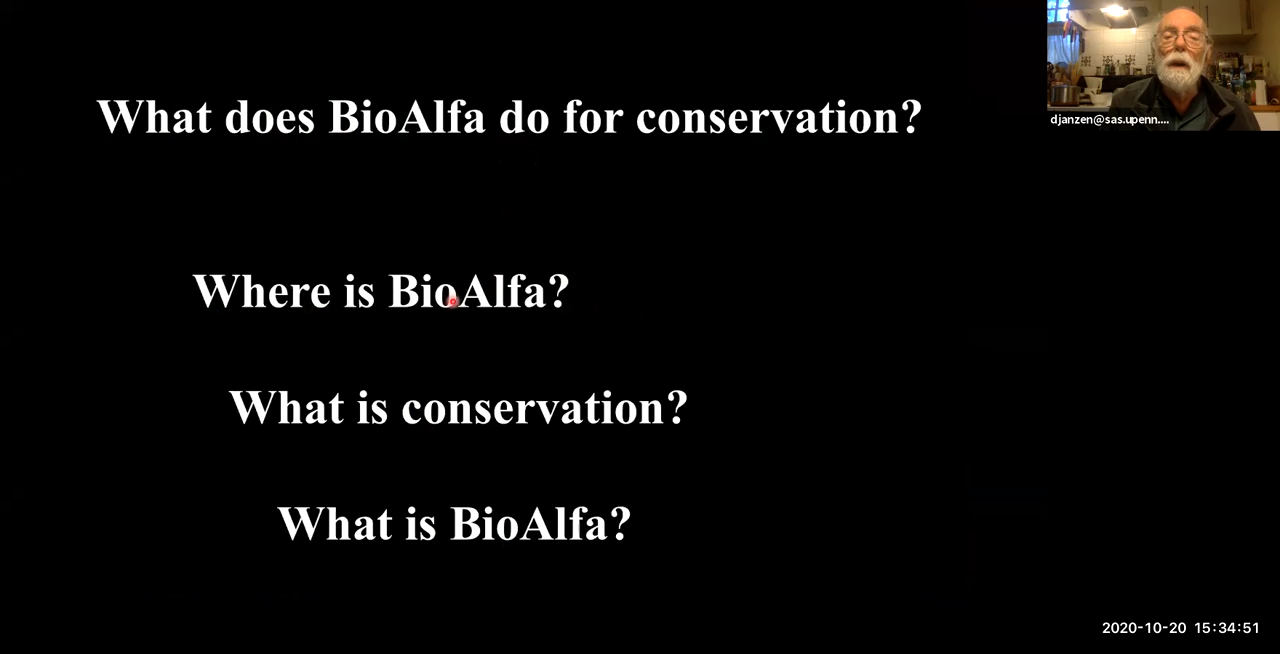 What does BioAlfa do for conservation?
djanzen@sas.upenn....
Where is BioAlfa?
What is conservation?
What is BioAlfa?
2020-10-20 15:34:51